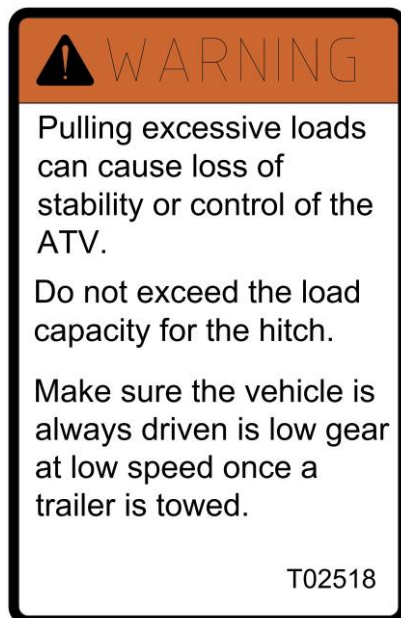 WARNING
Pulling excessive loads
can cause loss of
stability or control of the
ATV.
Do not exceed the load
capacity for the hitch.
Make sure the vehicle is
always driven is low gear
at low speed once a
trailer is towed.
T02518